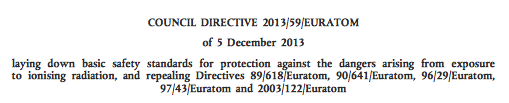 COUNCIL DIRECTIVE 2013/59/EURATOM
of 5 December 2013
laying down basic safety standards for protection against the dangers arising from exposure
to ionising radiation, and repealing Directives 89/618/Euratom, 90/641/Euratom, 96/29/Euratom,
97/43/Euratom and 2003/122/Euratom